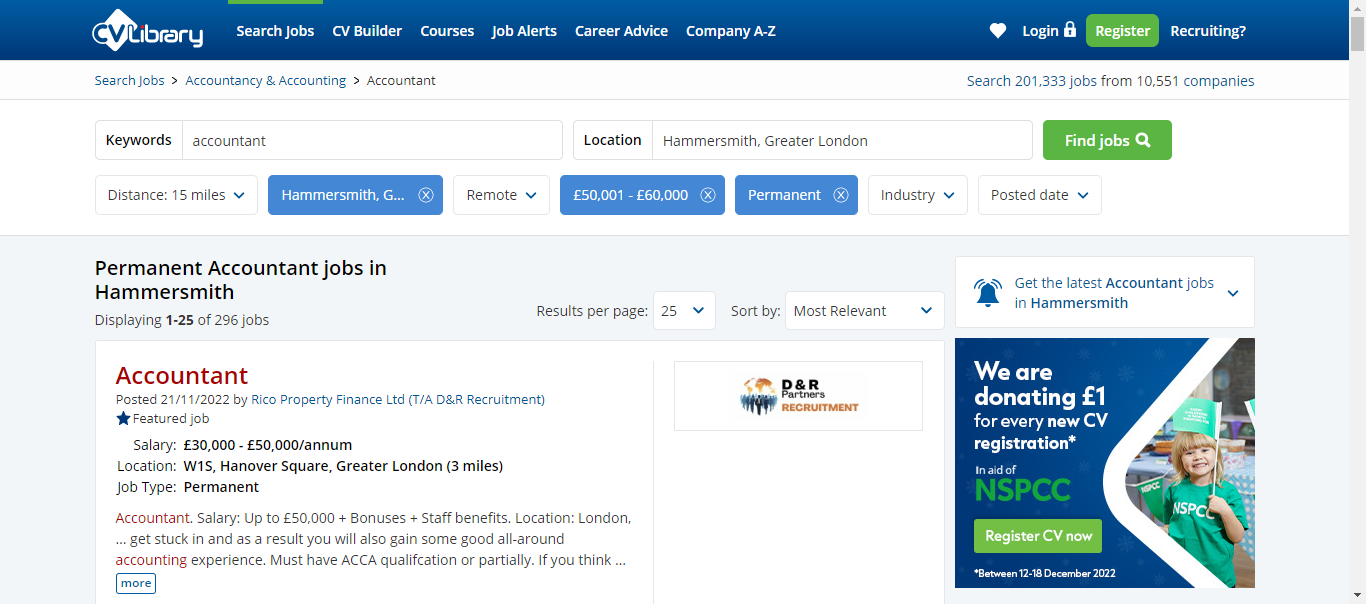 CVLibrary
Search Jobs CV Builder Courses Job Alerts Career Advice Company A-Z Login Register Recruiting?
Search Jobs > Accountancy & Accounting > Accountant
Search 201,333 jobs from 10,551 companies
Keywords accountant Location Hammersmith, Greater London Find jobs
Distance: 15 miles Hammersmith, G... Remote £50,001 - £60,000 Permanent Industry Posted date
Permanent Accountant jobs in
Hammersmith
Displaying 1-25 of 296 jobs
Results per page: 25 Sort by: Most Relevant
Accountant
Posted 21/11/2022 by Rico Property Finance Ltd (T/A D&R Recruitment)
Featured job
Salary: £30,000 - £50,000/annum
Location: W1S, Hanover Square, Greater London (3 miles)
Job Type: Permanent
Accountant. Salary: Up to £50,000 + Bonuses + Staff benefits. Location: London,
... get stuck in and as a result you will also gain some good all-around
accounting experience. Must have ACCA qualifcation or partially. If you think ...
more
D&R
Partners
RECRUITMENT
Get the latest Accountant jobs
in Hammersmith
We are
donating £1
for every new CV
registration*
In aid of
NSPCC
Register CV now
*Between 12-18 December 2022
NSPCC
NSPCC